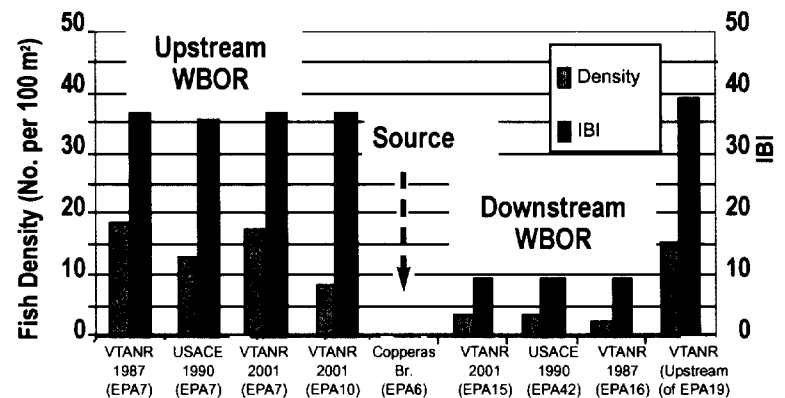 Fish Density (No. per 100 m²)
50
40
30
20
10
0
Upstream
WBOR
Source
Downstream
WBOR
Density
IBI
50
40
30
20
10
0
IBI
VTANR
1987
(EPA7)
USACE
1990
(EPA7)
VTANR
2001
(EPA7)
VTANR
2001
(EPA10)
Copperas
Br.
(EPA6)
VTANR
2001
(EPA15)
USACE
1990
(EPA42)
VTANR
1987
(EPA16)
VTANR
(Upstream
(of EPA19)